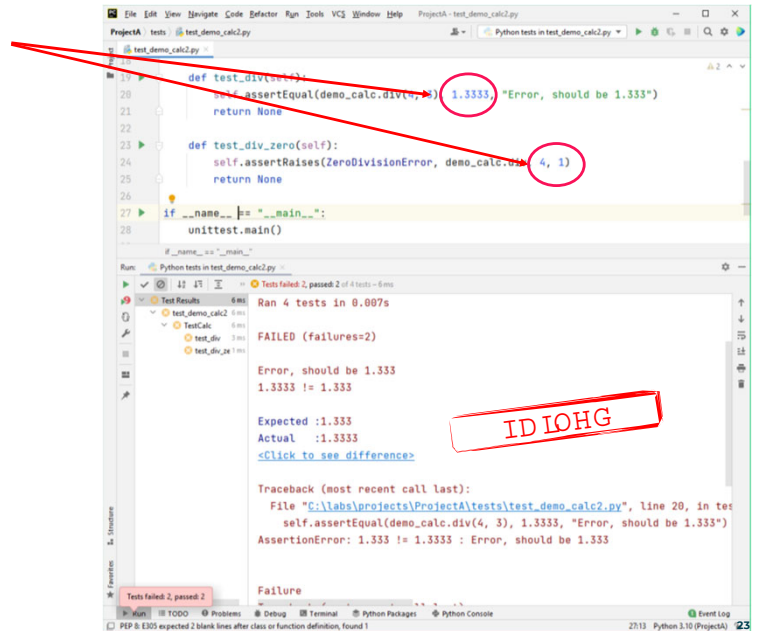 PC File Edit View Navigate Code Refactor Run Tools VCS Window Help ProjectA - test_demo_calc2.py
ProjectA tests test_demo_calc2.py Python tests in test_demo_calc2.py
test_demo_calc2.py
18
2
19 def test_div(self):
20 self.assertEqual(demo_calc.div(4, 3), 1.3333, "Error, should be 1.333")
21 return None
22
23 def test_div_zero(self):
24 self.assertRaises(ZeroDivisionError, demo_calc.div, 4, 1)
25 return None
26
27 if __name__ == "__main__":
28 unittest.main()
if __name__ == "__main__"
Run: Python tests in test_demo_calc2.py
Tests failed: 2, passed: 2 of 4 tests – 6 ms
Test Results 6 ms
test_demo_calc2 6 ms
TestCalc 6 ms
test_div 3 ms
test_div_ze 1 ms
Ran 4 tests in 0.007s
FAILED (failures=2)
Error, should be 1.333
1.3333 != 1.333
Expected :1.333
Actual :1.3333
<Click to see difference>
IDIOHG
Traceback (most recent call last):
File "C:\labs\projects\ProjectA\tests\test_demo_calc2.py", line 20, in tes
self.assertEqual(demo_calc.div(4, 3), 1.3333, "Error, should be 1.333")
AssertionError: 1.333 != 1.3333 : Error, should be 1.333
Failure
Structure
Favorites
Tests failed: 2, passed: 2
Run TODO Problems Debug Terminal Python Packages Python Console Event Log
PEP 8: E305 expected 2 blank lines after class or function definition, found 1 27:13 Python 3.10 (ProjectA) 23